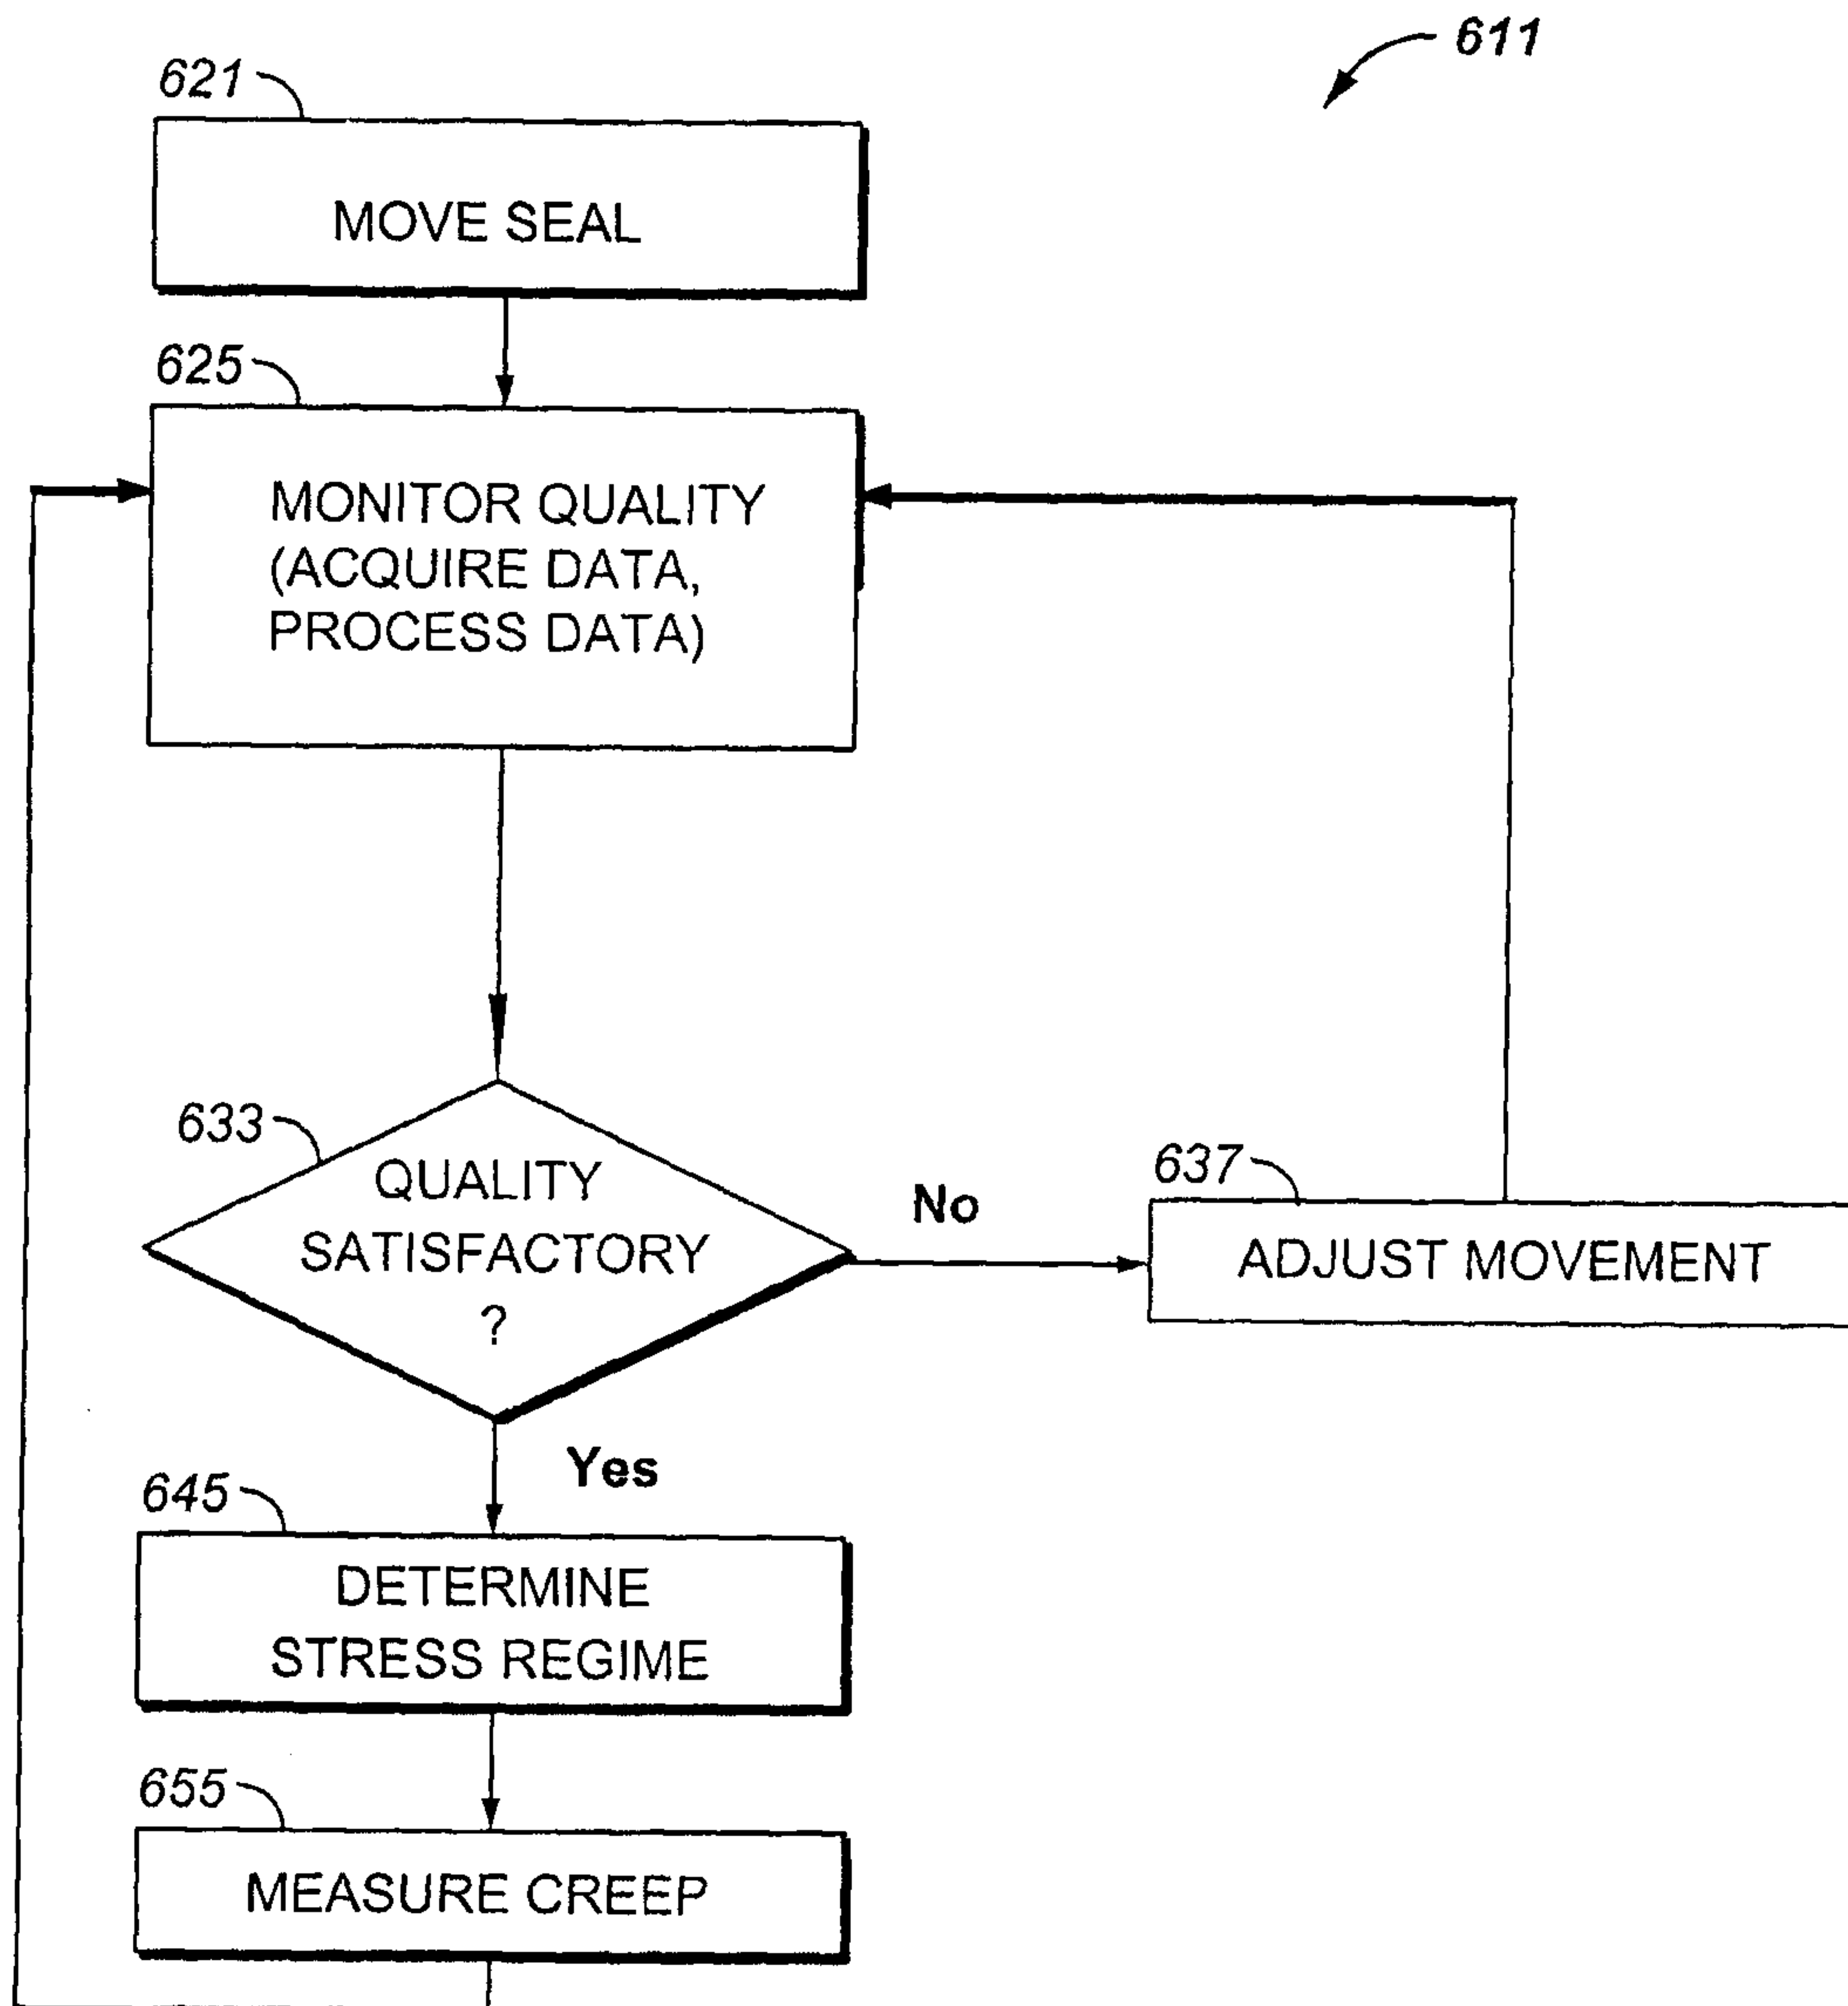 611
621
MOVE SEAL
625
MONITOR QUALITY
(ACQUIRE DATA,
PROCESS DATA)
633
QUALITY
SATISFACTORY
?
No
637
ADJUST MOVEMENT
Yes
645
DETERMINE
STRESS REGIME
655
MEASURE CREEP